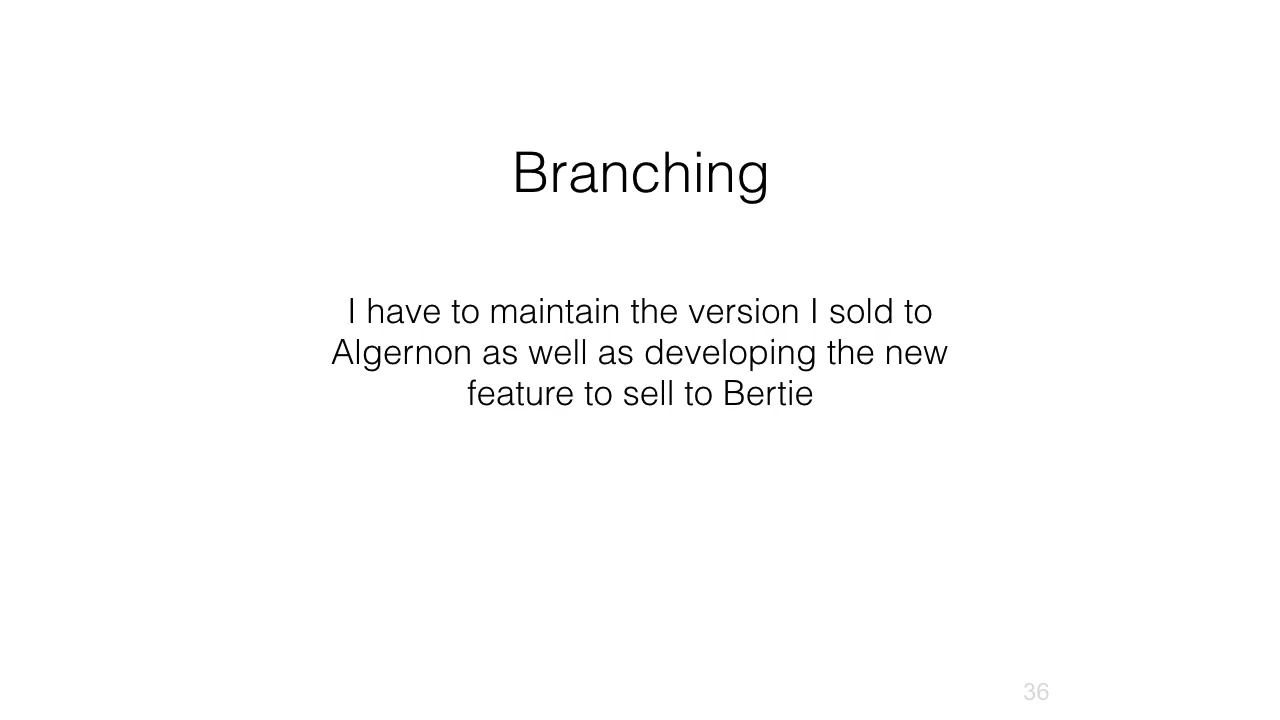 Branching
I have to maintain the version I sold to
Algernon as well as developing the new
feature to sell to Bertie
36